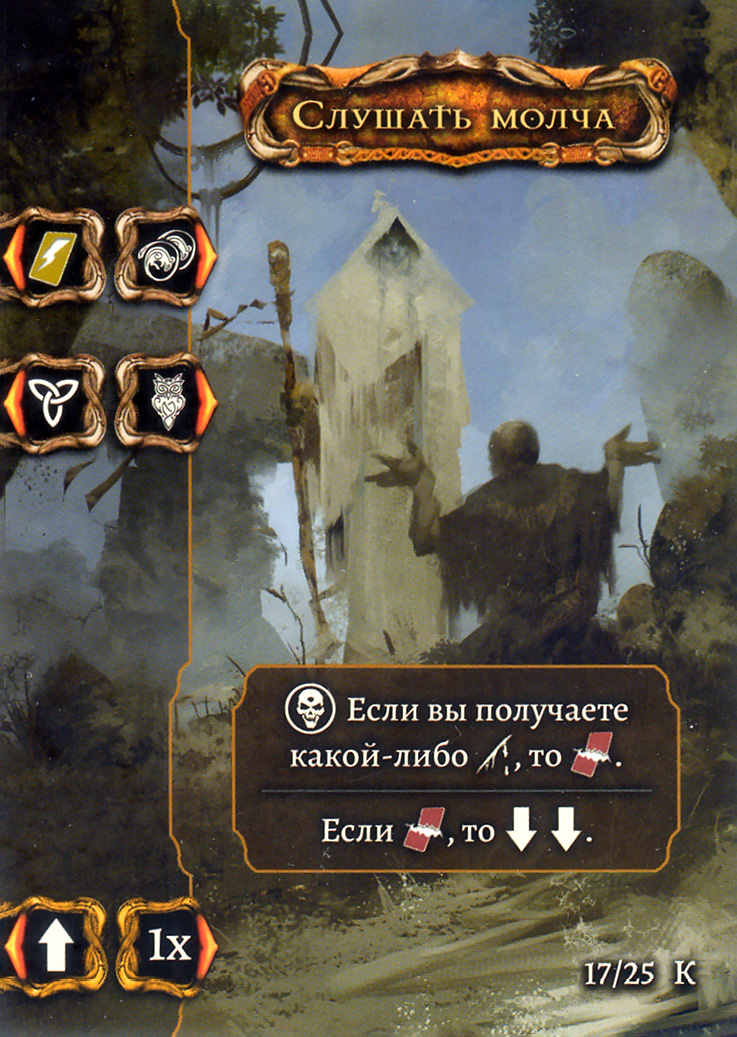 Слушать молча
Если вы получаете
какой-либо , то .
Если , то .
1x
17/25 К